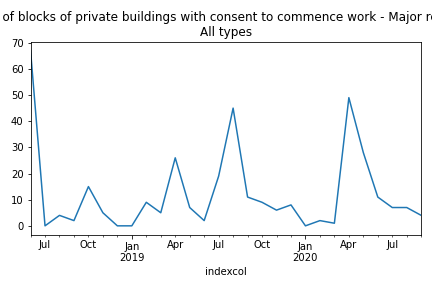 of blocks of private buildings with consent to commence work - Major
All types
70
60
50
40
30
20
10
0
Jul Oct Jan Apr Jul Oct Jan Apr Jul
2019 2020
indexcol